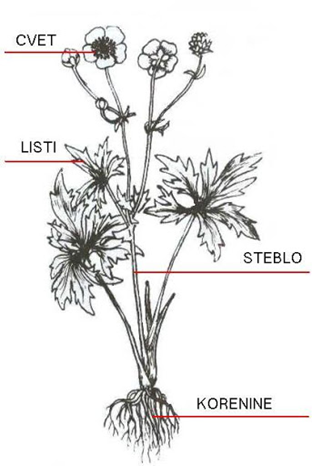 CVET
LISTI
STEBLO
KORENINE